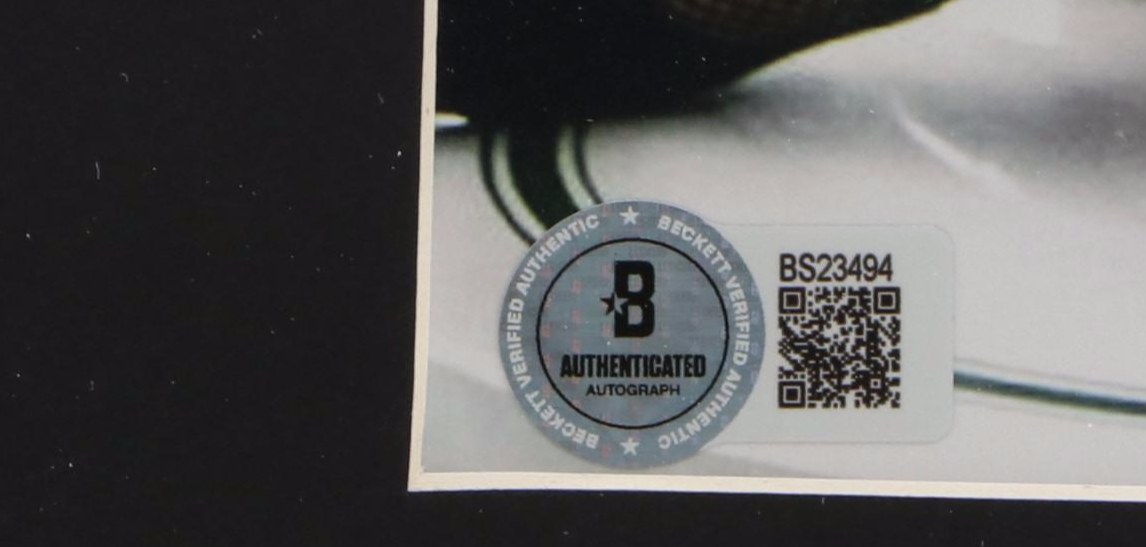 BECKETT VERIFIED AUTHENTIC ★ BECKETT VERIFIED AUTHENTIC ★
B
AUTHENTICATED
AUTOGRAPH
BS23494